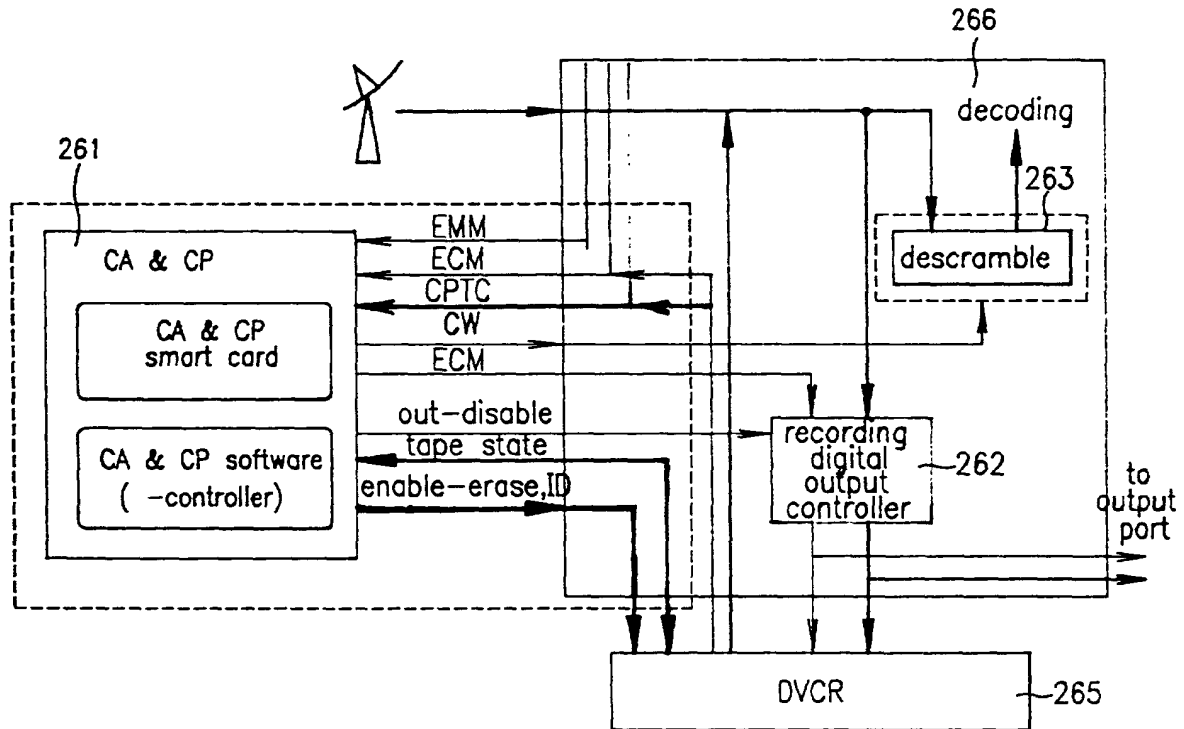 266
decoding
261
263
EMM
CA & CP
ECM
descramble
CPTC
CW
CA & CP
smart card
ECM
out-disable
tape state
recording
digital
output
controller
262
CA & CP software
( -controller)
enable-erase,ID
to
output
port
DVCR
265